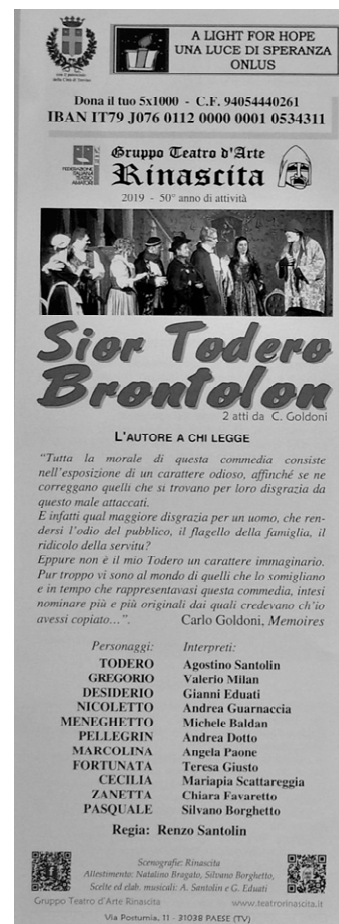 A LIGHT FOR HOPE
UNA LUCE DI SPERANZA
ONLUS
Dona il tuo 5x1000 - C.F. 94054440261
IBAN IT79 J076 0112 0000 0001 0534311
FEDERAZIONE
ITALIANA
TEATRO
AMATORI
Gruppo Teatro d'Arte
Rinascita
2019 - 50° anno di attività
Sior Todero
Brontolon
2 atti da C. Goldoni
L'AUTORE A CHI LEGGE
“Tutta la morale di questa commedia consiste
nell'esposizione di un carattere odioso, affinché se ne
correggano quelli che si trovano per loro disgrazia da
questo male attaccati.
E infatti qual maggiore disgrazia per un uomo, che ren-
dersi l'odio del pubblico, il flagello della famiglia, il
ridicolo della servitu?
Eppure non è il mio Todero un carattere immaginario.
Pur troppo vi sono al mondo di quelli che lo somigliano
e in tempo che rappresentavasi questa commedia, intesi
nominare più e più originali dai quali credevano ch'io
avessi copiato…”. Carlo Goldoni, Memoires
Personaggi: Interpreti:
TODERO Agostino Santolin
GREGORIO Valerio Milan
DESIDERIO Gianni Eduati
NICOLETTO Andrea Guarnaccia
MENEGHETTO Michele Baldan
PELLEGRIN Andrea Dotto
MARCOLINA Angela Paone
FORTUNATA Teresa Giusto
CECILIA Mariapia Scattareggia
ZANETTA Chiara Favaretto
PASQUALE Silvano Borghetto
Regia: Renzo Santolin
Scenografie: Rinascita
Allestimento: Natalino Bragato, Silvano Borghetto,
Scelte ed elab. musicali: A. Santolin e G. Eduati
Gruppo Teatro d'Arte Rinascita www.teatrorinascita.it
Via Postumia, 11 - 31038 PAESE (TV)